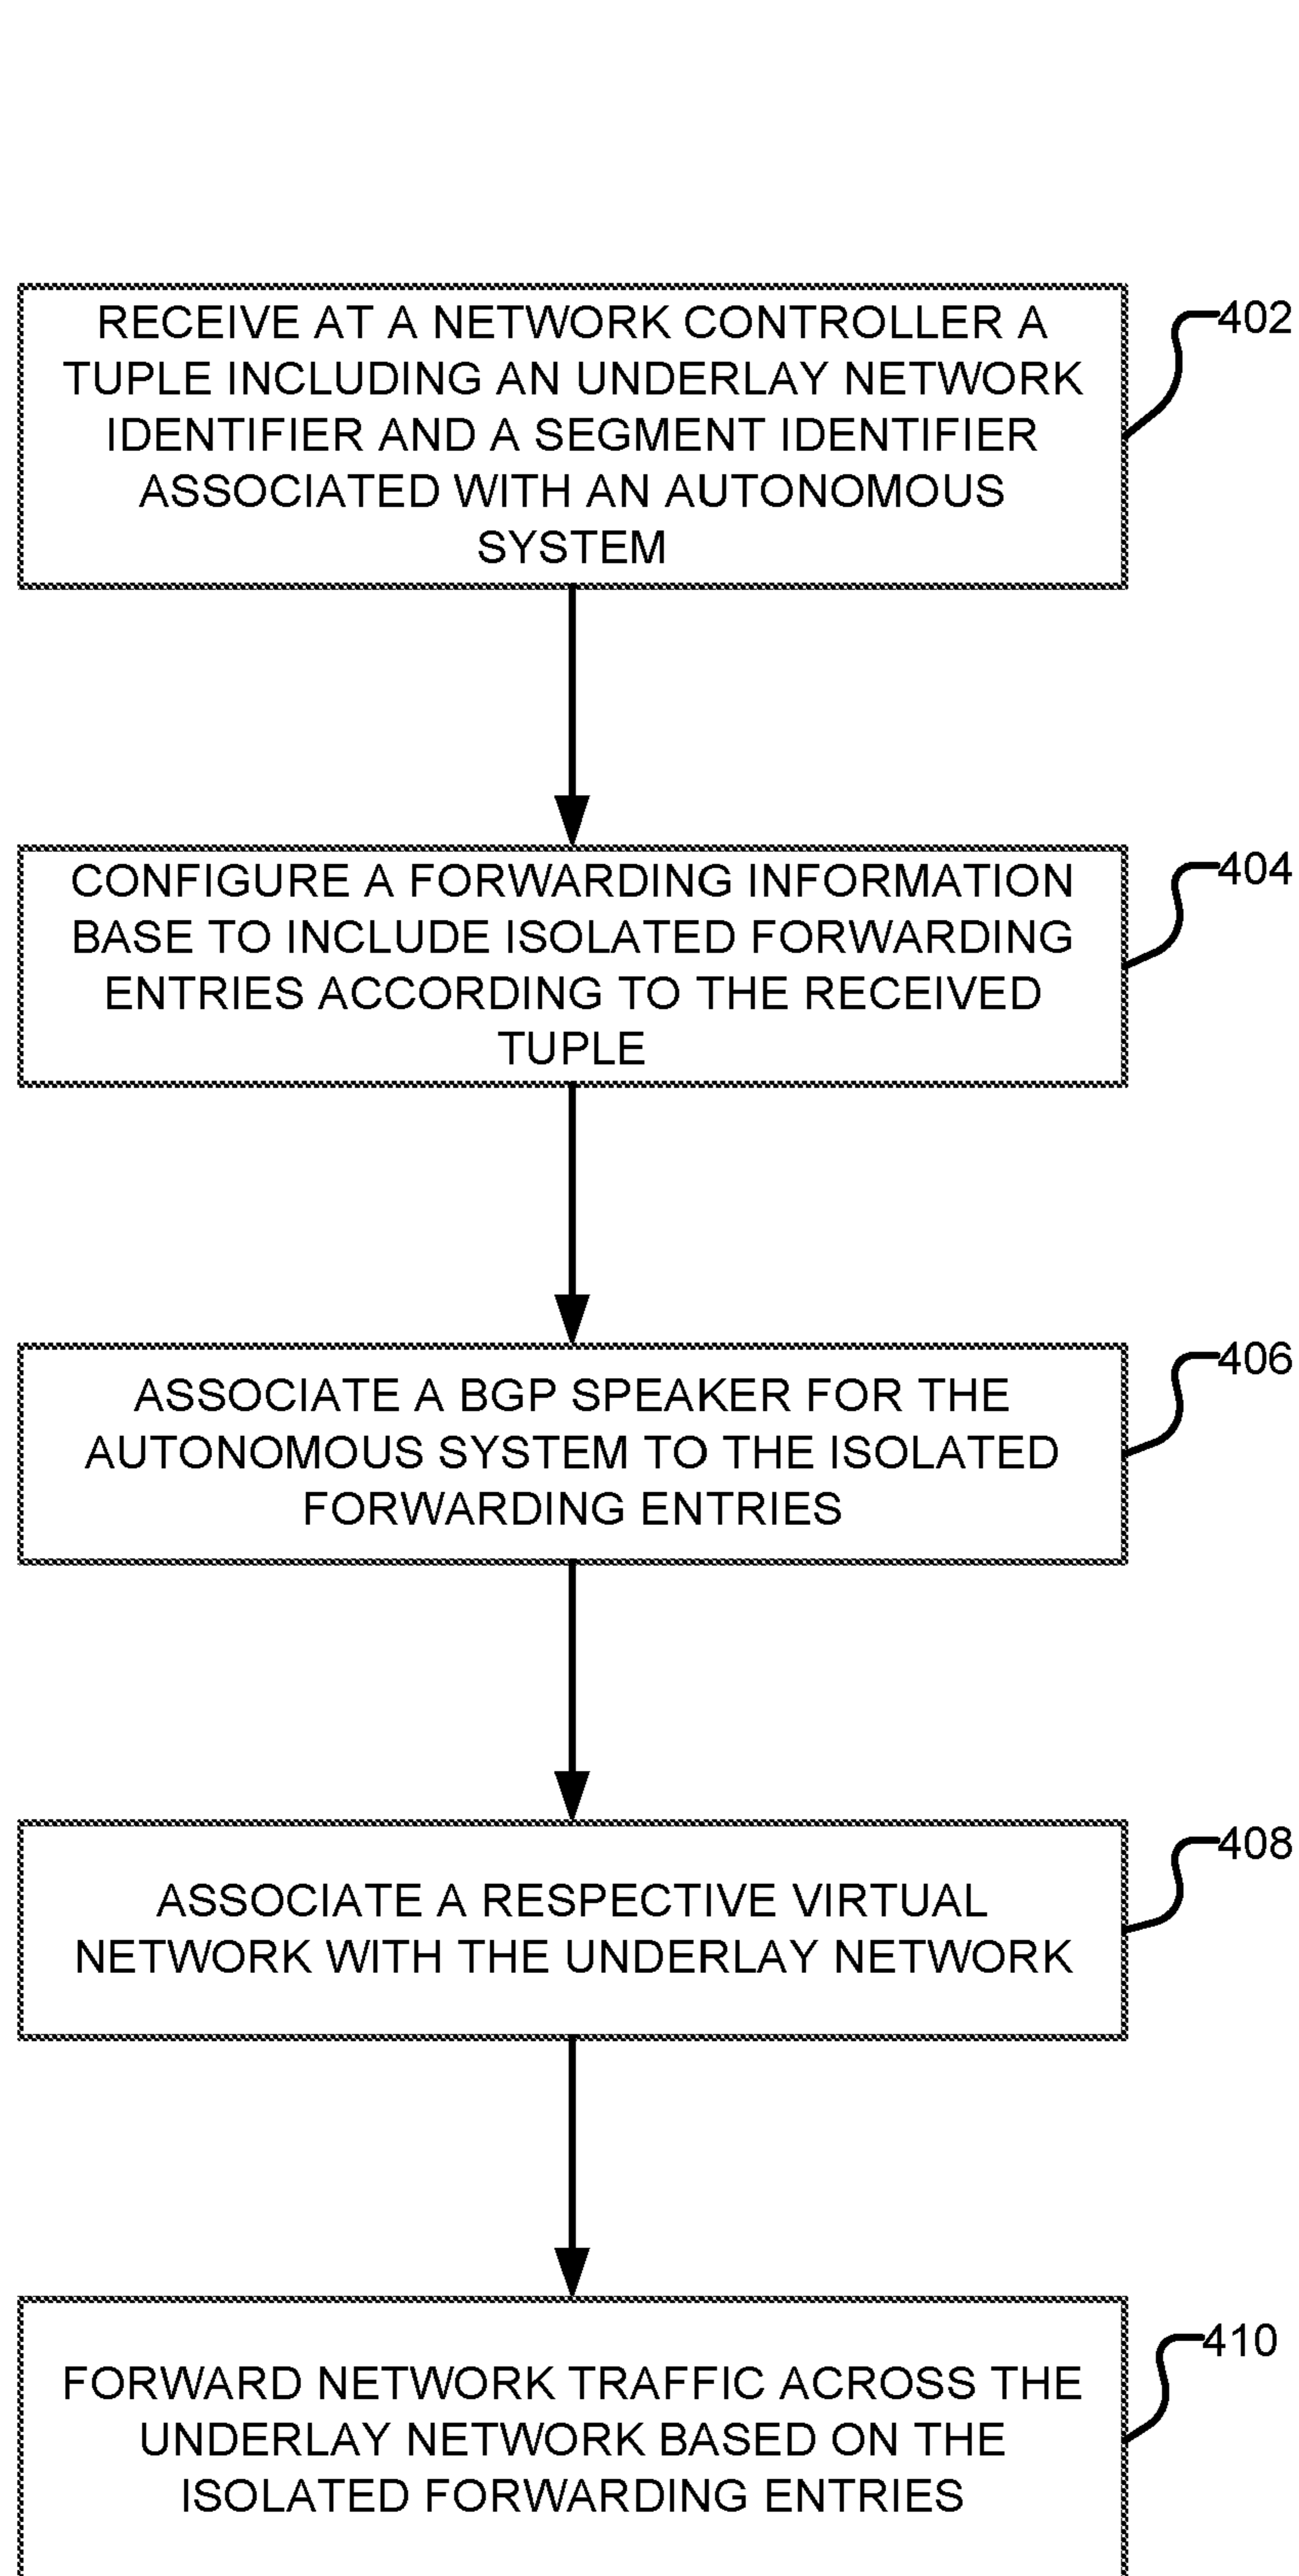 RECEIVE AT A NETWORK CONTROLLER A
TUPLE INCLUDING AN UNDERLAY NETWORK
IDENTIFIER AND A SEGMENT IDENTIFIER
ASSOCIATED WITH AN AUTONOMOUS
SYSTEM
402
CONFIGURE A FORWARDING INFORMATION
BASE TO INCLUDE ISOLATED FORWARDING
ENTRIES ACCORDING TO THE RECEIVED
TUPLE
404
ASSOCIATE A BGP SPEAKER FOR THE
AUTONOMOUS SYSTEM TO THE ISOLATED
FORWARDING ENTRIES
406
ASSOCIATE A RESPECTIVE VIRTUAL
NETWORK WITH THE UNDERLAY NETWORK
408
FORWARD NETWORK TRAFFIC ACROSS THE
UNDERLAY NETWORK BASED ON THE
ISOLATED FORWARDING ENTRIES
410